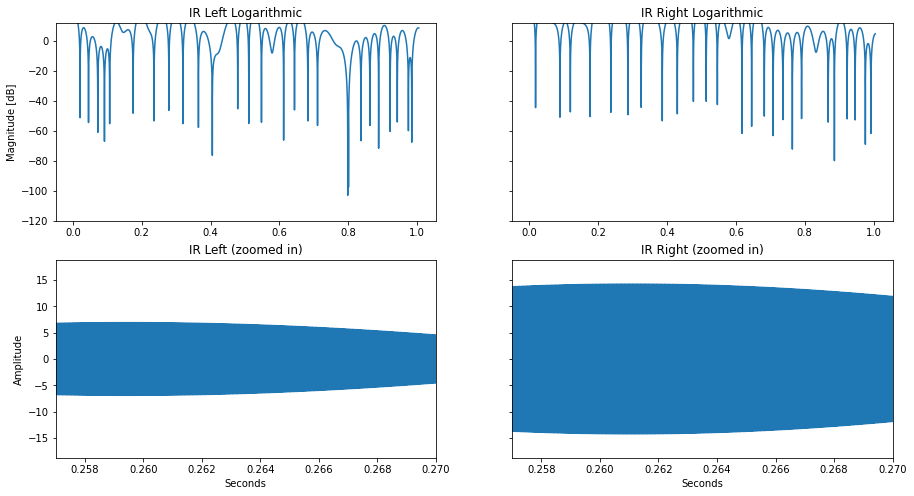 IR Left Logarithmic
IR Right Logarithmic
Magnitude [dB]
0
−20
−40
−60
−80
−100
−120
0.0 0.2 0.4 0.6 0.8 1.0
0.0 0.2 0.4 0.6 0.8 1.0
IR Left (zoomed in)
IR Right (zoomed in)
Amplitude
15
10
5
0
−5
−10
−15
0.258 0.260 0.262 0.264 0.266 0.268 0.270
0.258 0.260 0.262 0.264 0.266 0.268 0.270
Seconds
Seconds